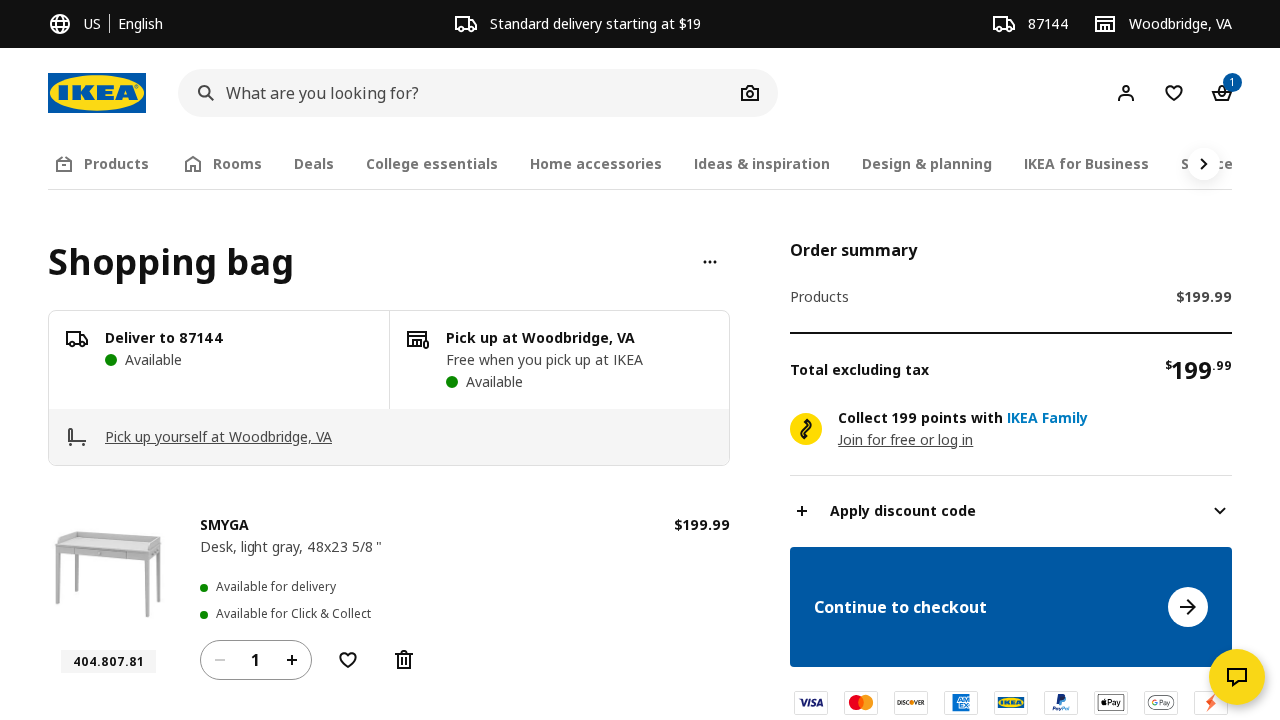 US English
Standard delivery starting at $19
87144
Woodbridge, VA
IKEA
What are you looking for?
1
Products
Rooms
Deals
College essentials
Home accessories
Ideas & inspiration
Design & planning
IKEA for Business
Shopping bag
Deliver to 87144
Available
Pick up at Woodbridge, VA
Free when you pick up at IKEA
Available
Pick up yourself at Woodbridge, VA
SMYGA
$199.99
Desk, light gray, 48x23 5/8 "
Available for delivery
Available for Click & Collect
1
404.807.81
Order summary
Products $199.99
Total excluding tax $199.99
Collect 199 points with IKEA Family
Join for free or log in
Apply discount code
Continue to checkout
VISA
DISCOVER
AMEX
IKEA
PayPal
Pay
G Pay